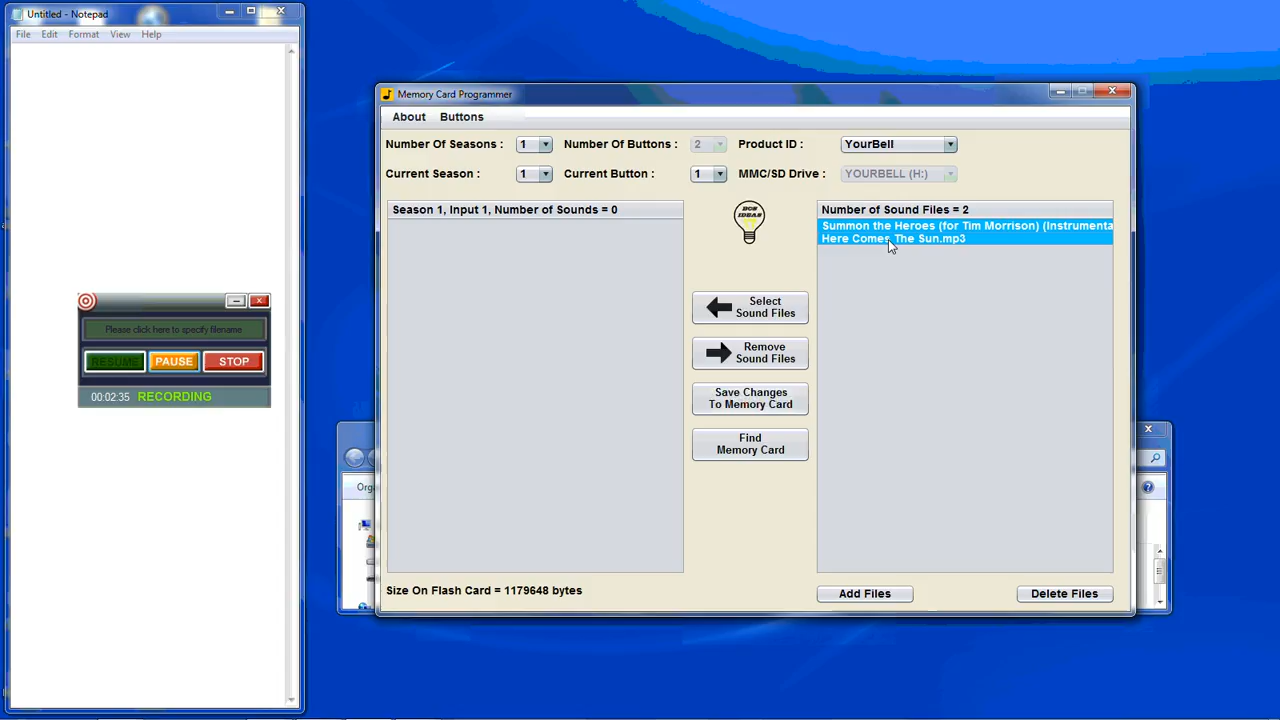 Untitled - Notepad
File Edit Format View Help
Please click here to specify filename
RESUME PAUSE STOP
00:02:35 RECORDING
Memory Card Programmer
About Buttons
Number Of Seasons : 1 Number Of Buttons : 2 Product ID : YourBell
Current Season : 1 Current Button : 1 MMC/SD Drive : YOURBELL (H:)
Season 1, Input 1, Number of Sounds = 0
BOB
IDEAS
Number of Sound Files = 2
Summon the Heroes (for Tim Morrison) (Instrumenta
Here Comes The Sun.mp3
Select
Sound Files
Remove
Sound Files
Save Changes
To Memory Card
Find
Memory Card
Size On Flash Card = 1179648 bytes
Add Files Delete Files
Orga